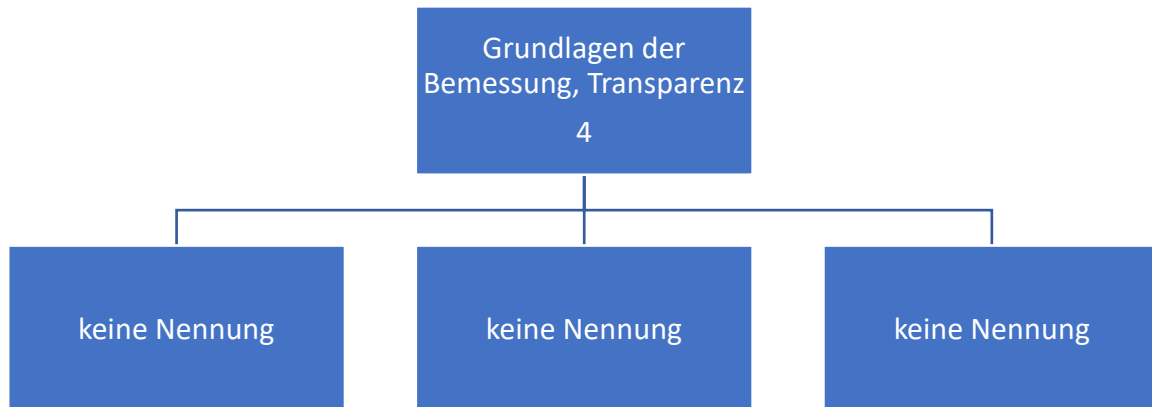 Grundlagen der
Bemessung, Transparenz
4
keine Nennung
keine Nennung
keine Nennung